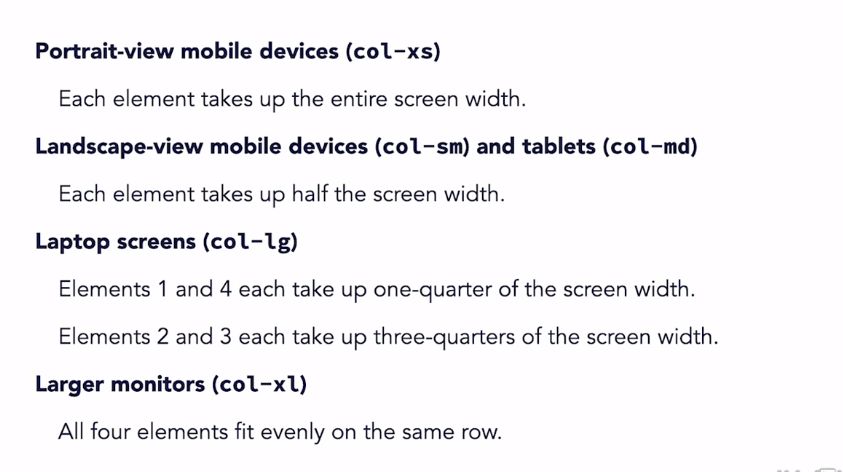 Portrait-view mobile devices (col-xs)
Each element takes up the entire screen width.
Landscape-view mobile devices (col-sm) and tablets (col-md)
Each element takes up half the screen width.
Laptop screens (col-lg)
Elements 1 and 4 each take up one-quarter of the screen width.
Elements 2 and 3 each take up three-quarters of the screen width.
Larger monitors (col-xl)
All four elements fit evenly on the same row.